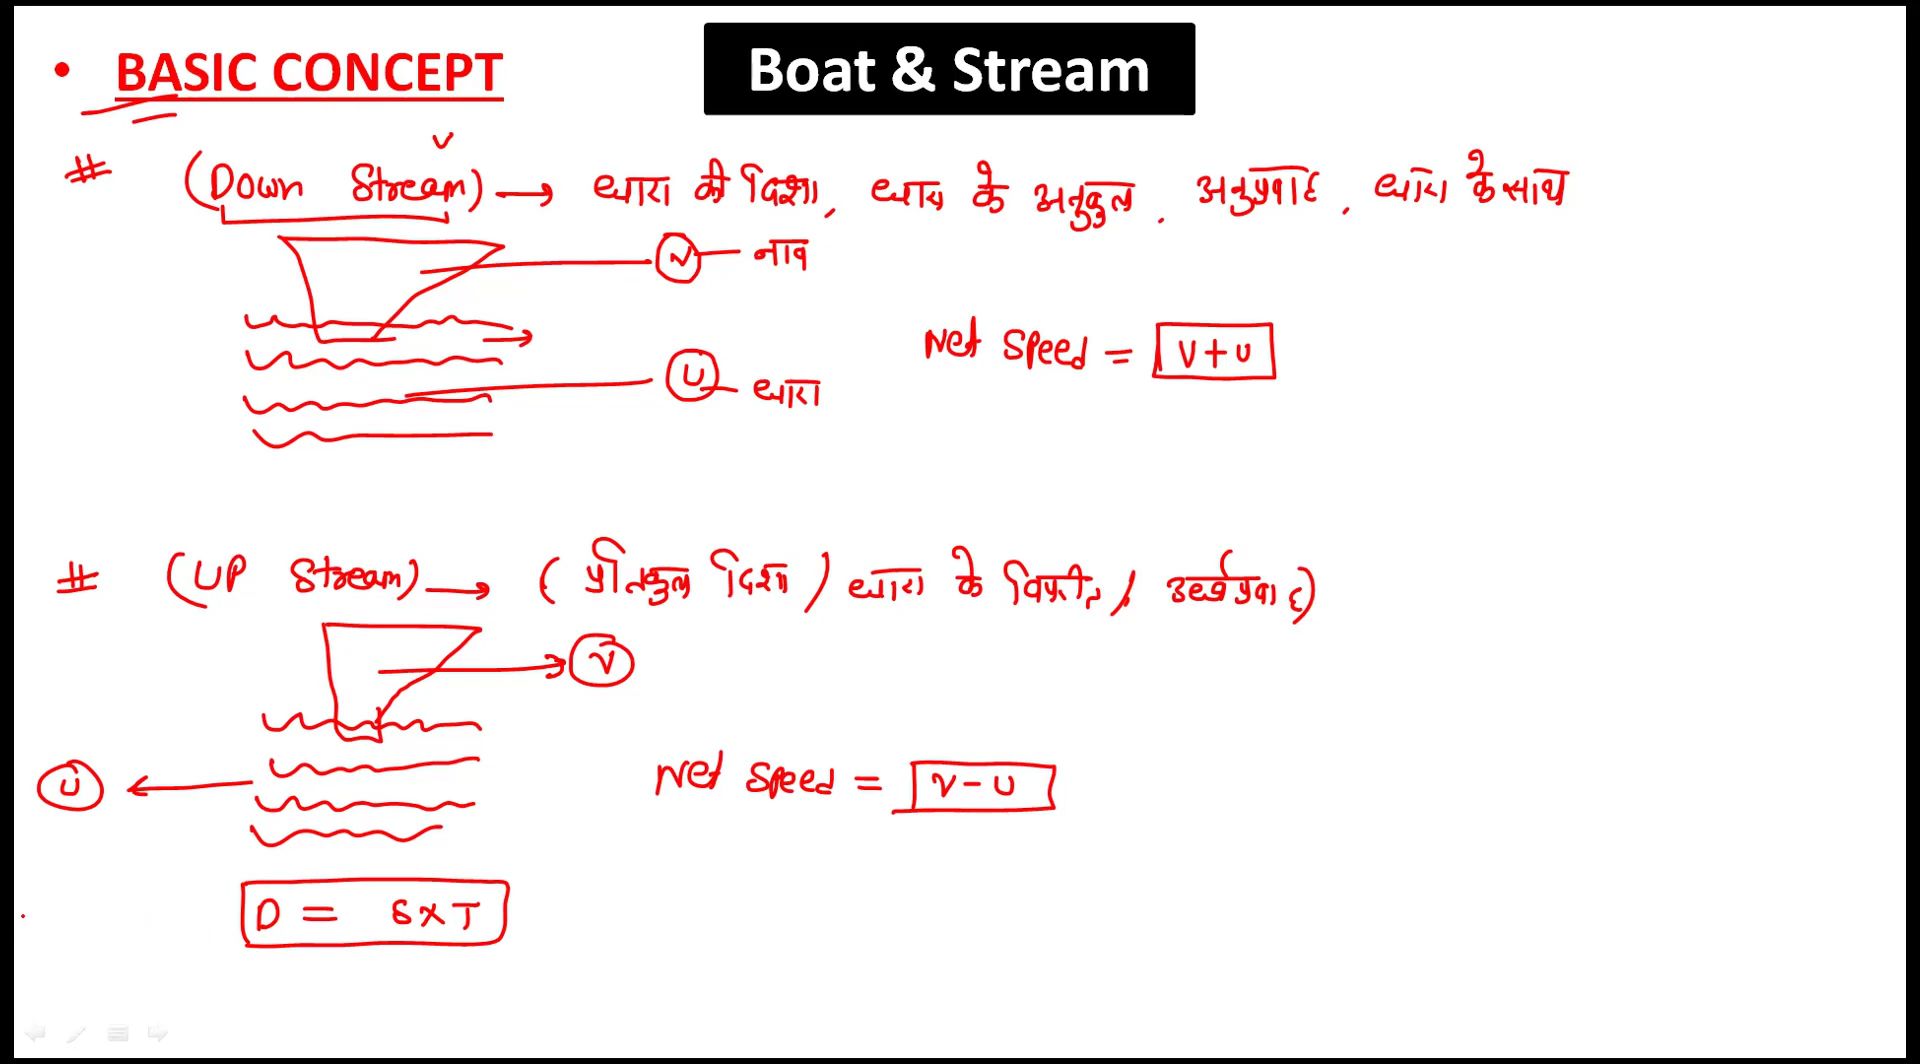 • BASIC CONCEPT
Boat & Stream
# (Down Stream) → धारा की दिशा, धारा के अनुकुल, अनुप्रवाह, धारा के साथ
V — नाव
Net Speed = V+U
U — धारा
# (UP Stream) → (प्रतिकुल दिशा / धारा के विपरीत / उर्ध्वप्रवाह)
V
U
Net Speed = V-U
D = S×T